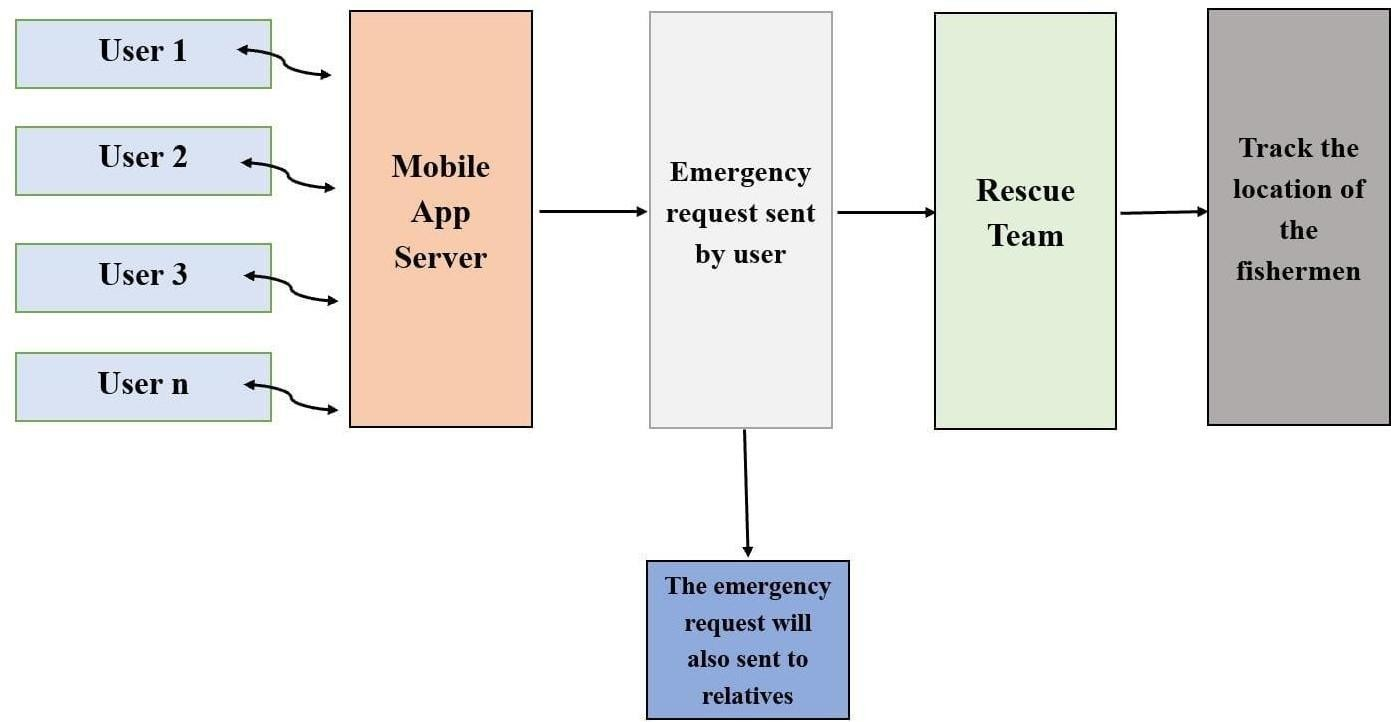 User 1
User 2
User 3
User n
Mobile
App
Server
Emergency
request sent
by user
Rescue
Team
Track the
location of
the
fishermen
The emergency
request will
also sent to
relatives